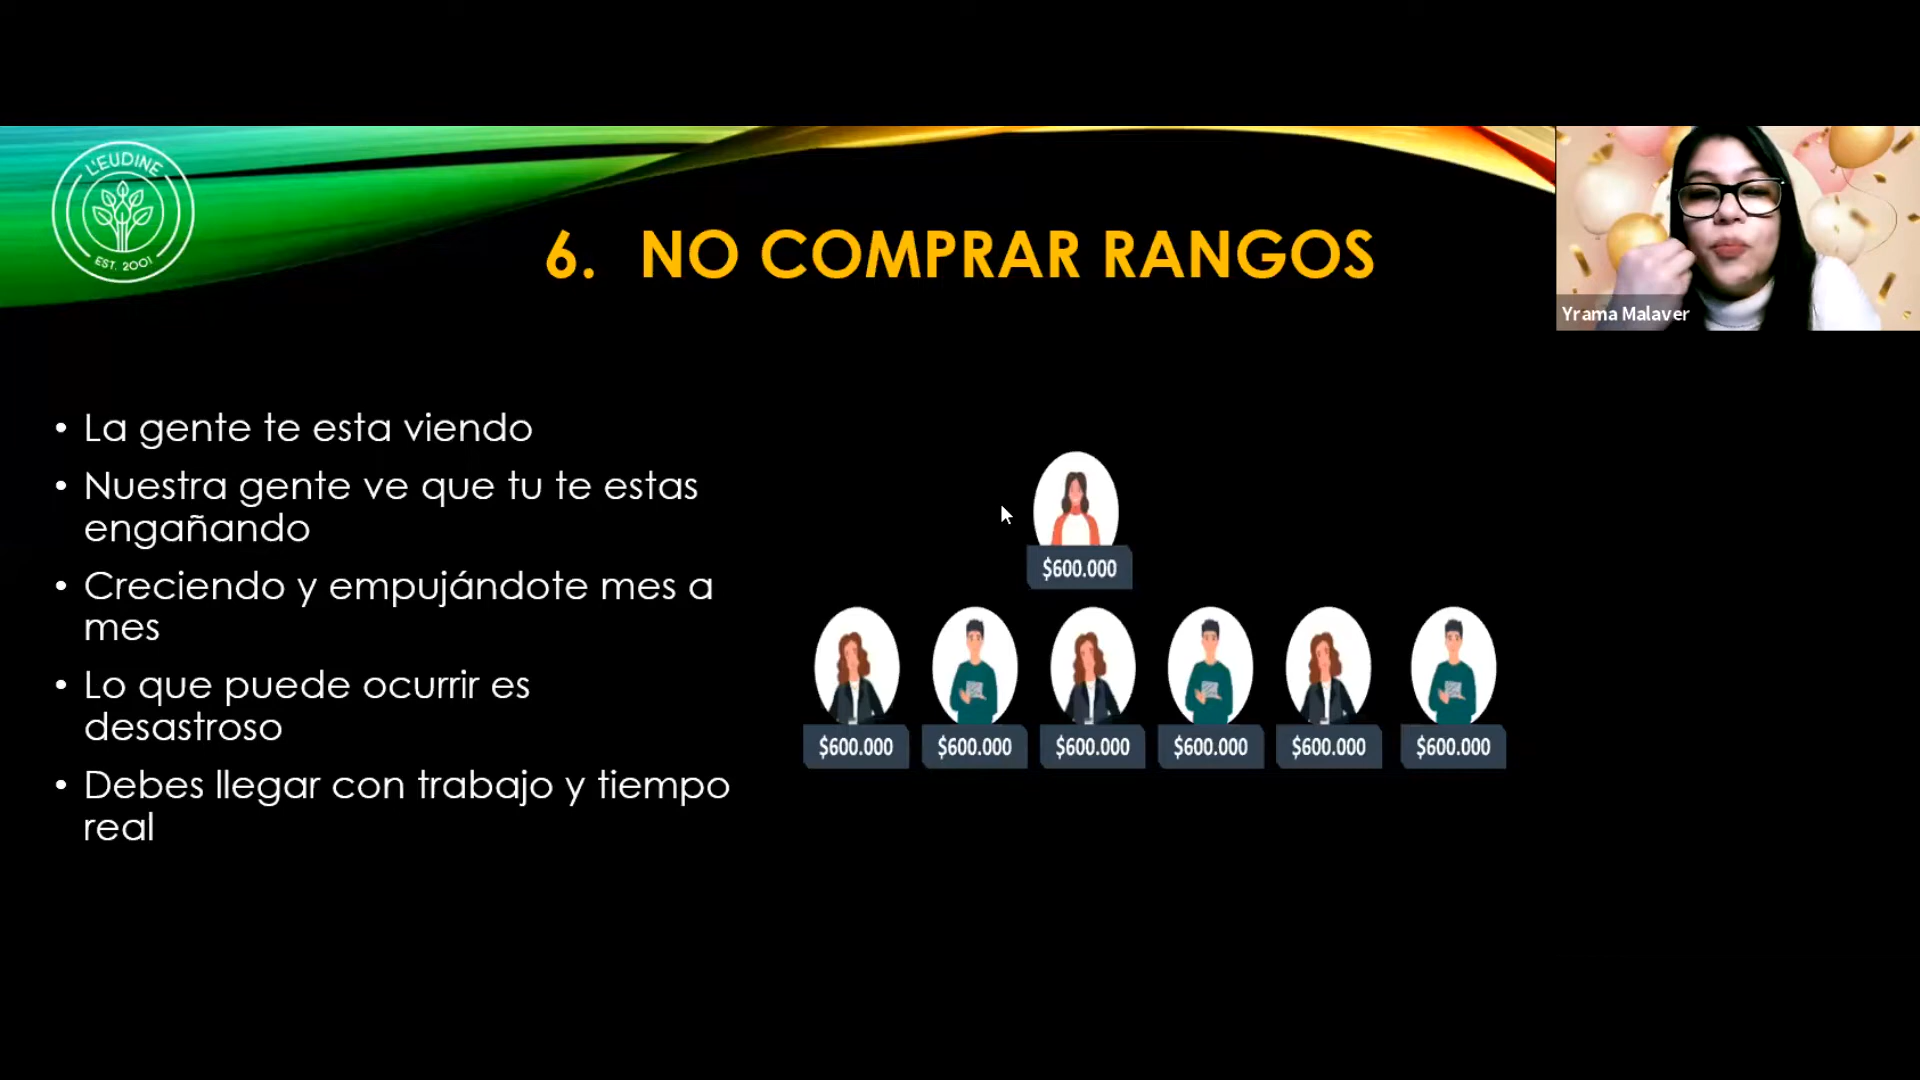 L'EUDINE
EST. 2001
6. NO COMPRAR RANGOS
Yrama Malaver
• La gente te esta viendo
• Nuestra gente ve que tu te estas
engañando
• Creciendo y empujándote mes a
mes
• Lo que puede ocurrir es
desastroso
• Debes llegar con trabajo y tiempo
real
$600.000
$600.000 $600.000 $600.000 $600.000 $600.000 $600.000